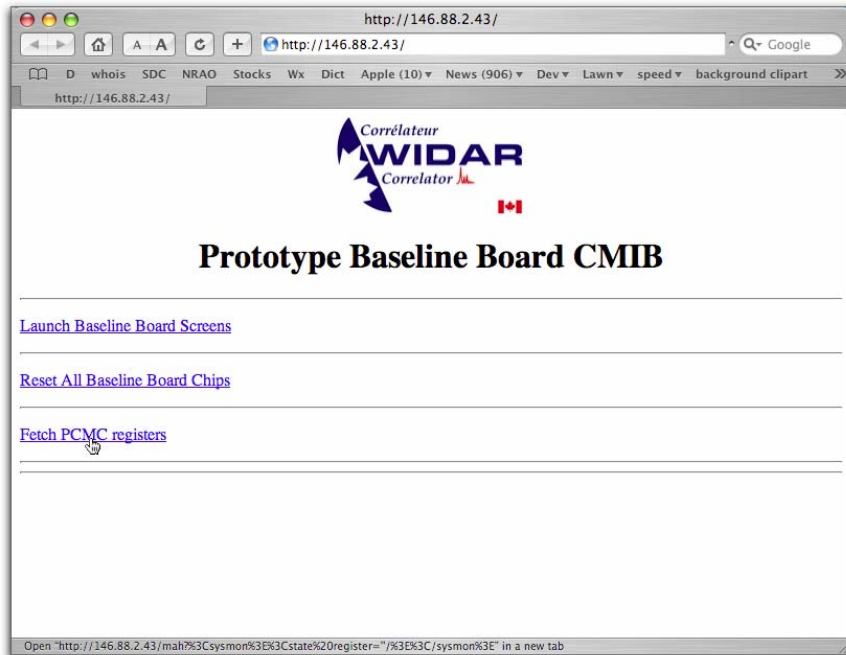 http://146.88.2.43/
A A
http://146.88.2.43/
Google
D whois SDC NRAO Stocks Wx Dict Apple (10) News (906) Dev Lawn speed background clipart
http://146.88.2.43/
Corrélateur
WIDAR
Correlator
Prototype Baseline Board CMIB
Launch Baseline Board Screens
Reset All Baseline Board Chips
Fetch PCMC registers
Open "http://146.88.2.43/mah?%3Csysmon%3E%3Cstate%20register="/%3E%3C/sysmon%3E" in a new tab